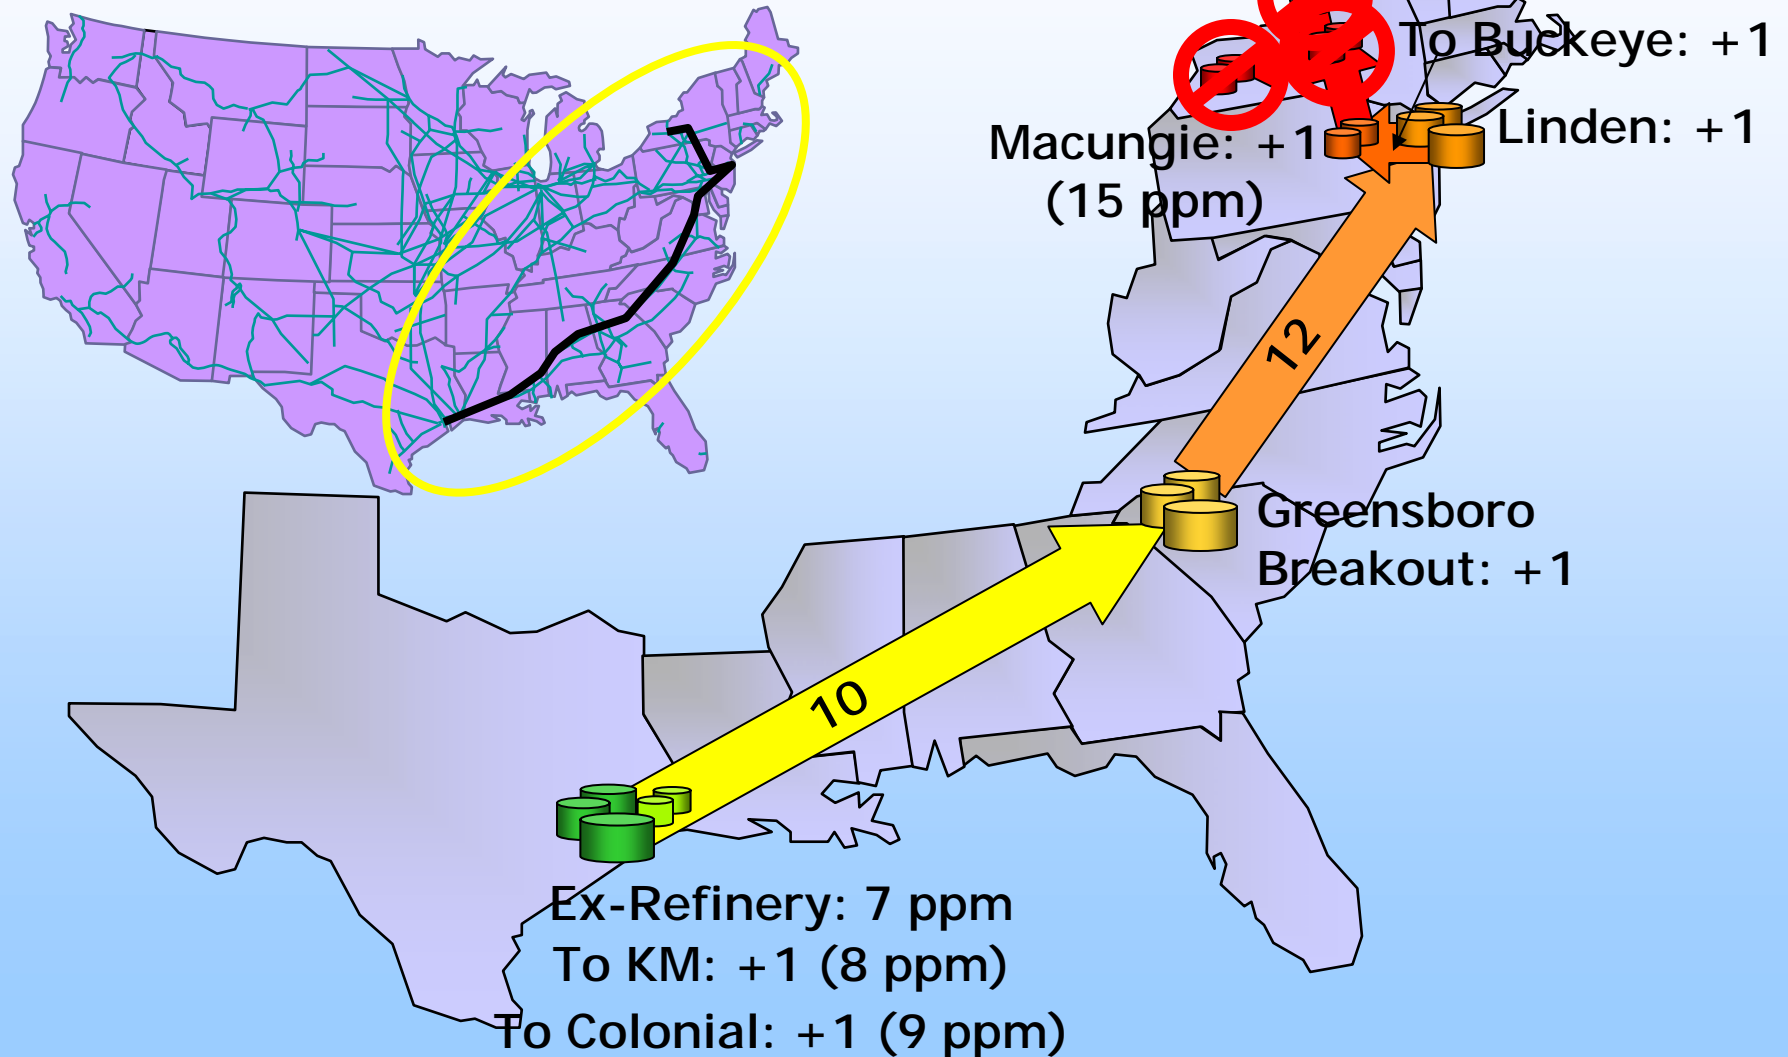 To Buckeye: +1
Linden: +1
Macungie: +1
(15 ppm)
12
Greensboro
Breakout: +1
10
Ex-Refinery: 7 ppm
To KM: +1 (8 ppm)
To Colonial: +1 (9 ppm)